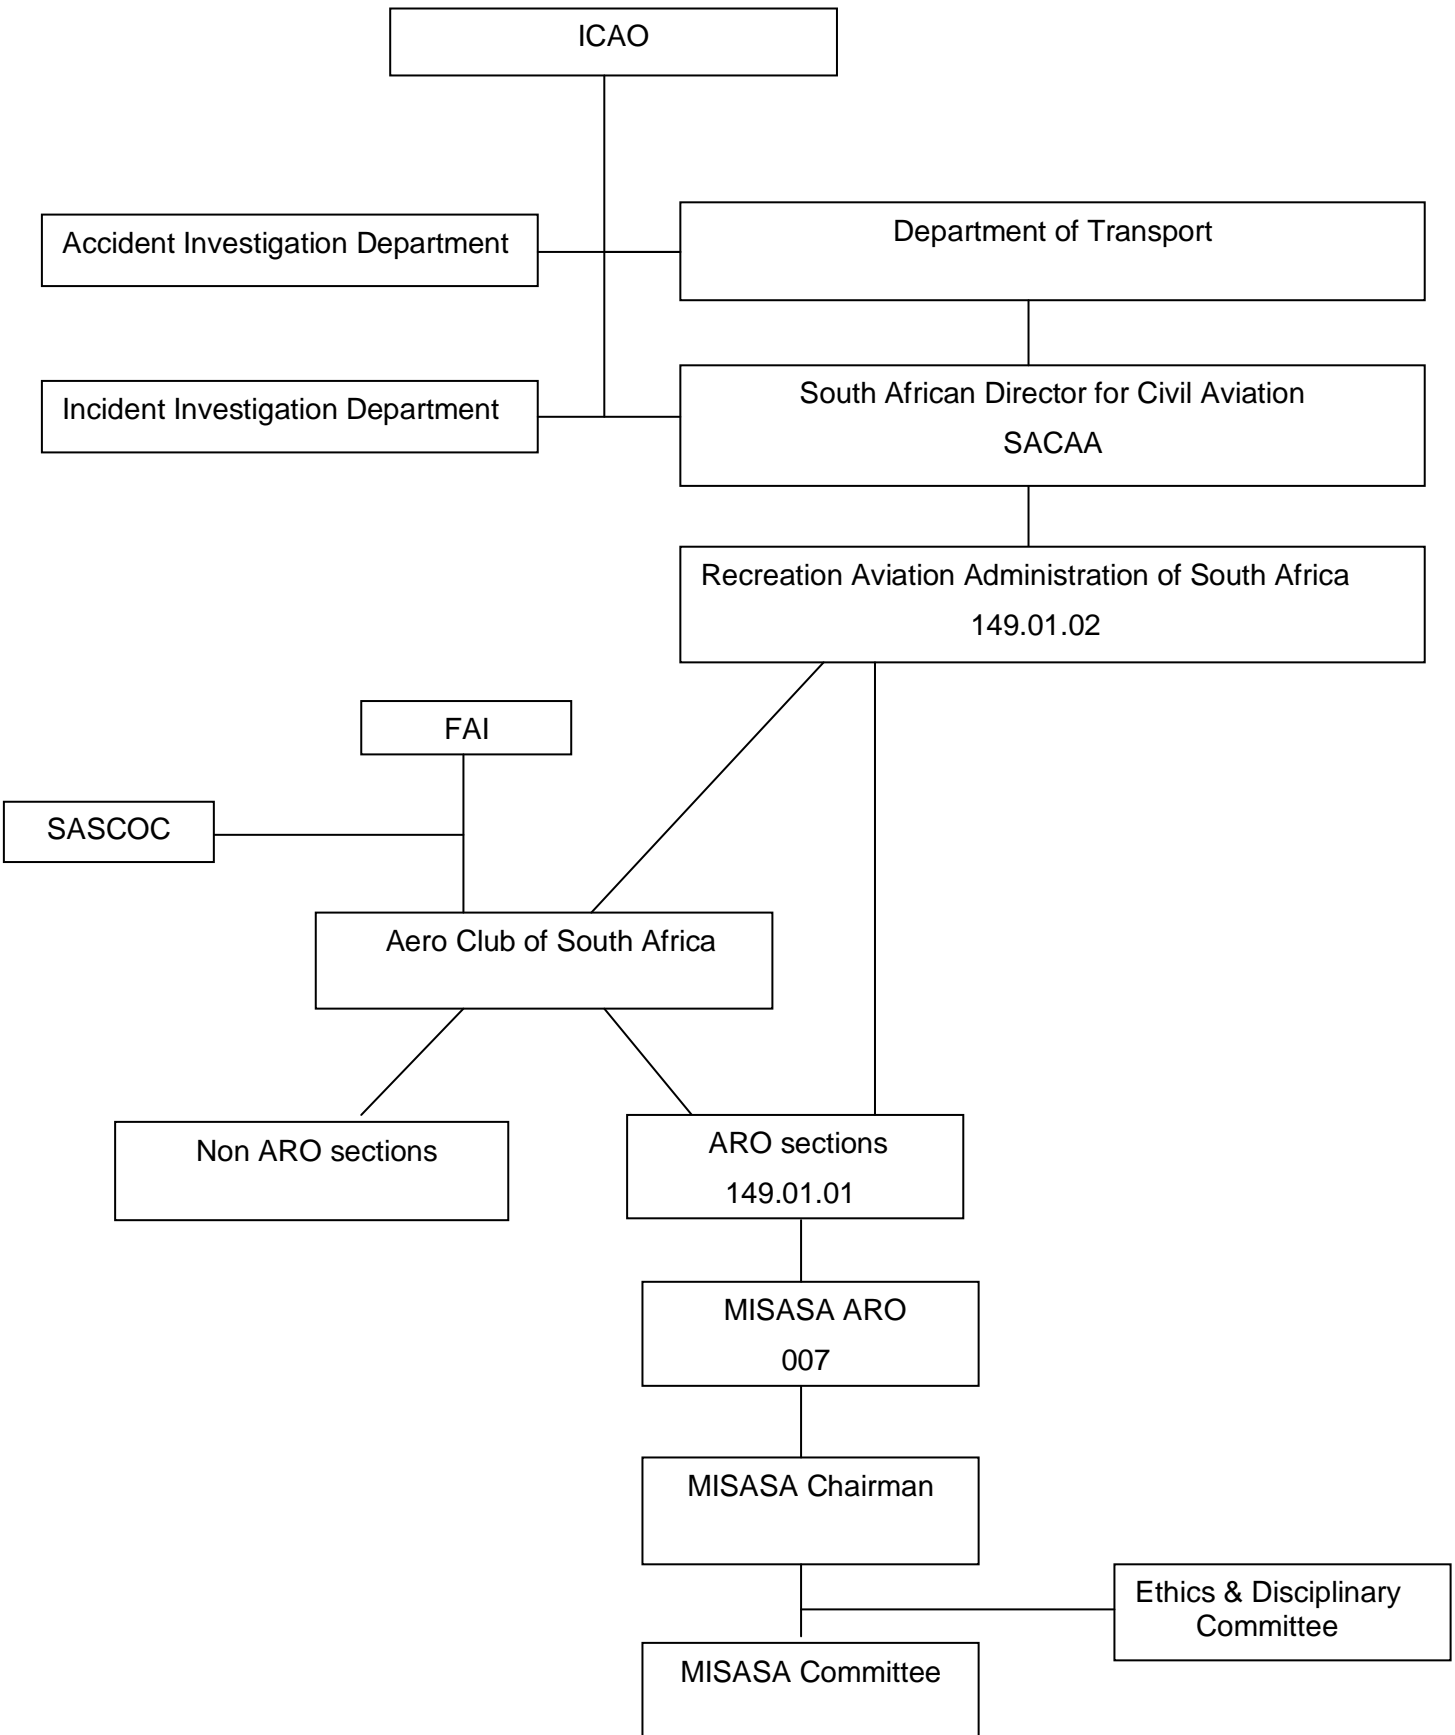 ICAO
Accident Investigation Department
Department of Transport
Incident Investigation Department
South African Director for Civil Aviation
SACAA
Recreation Aviation Administration of South Africa
149.01.02
FAI
SASCOC
Aero Club of South Africa
Non ARO sections
ARO sections
149.01.01
MISASA ARO
007
MISASA Chairman
Ethics & Disciplinary
Committee
MISASA Committee